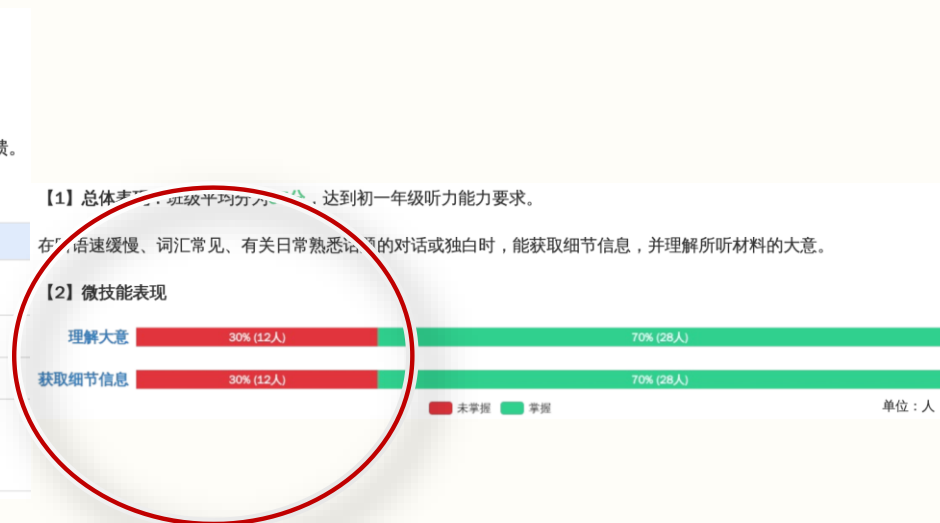 馈。
【1】总体表现：班级平均分为 分，达到初一年级听力能力要求。
在听语速缓慢、词汇常见、有关日常熟悉话题的对话或独白时，能获取细节信息，并理解所听材料的大意。
【2】微技能表现
理解大意 30% (12人) 70% (28人)
获取细节信息 30% (12人) 70% (28人)
未掌握 掌握 单位：人